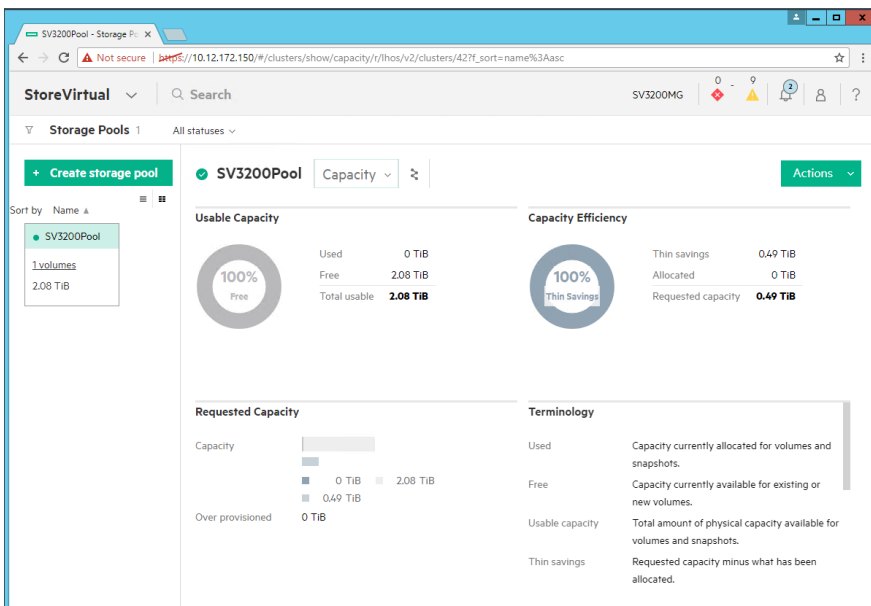 SV3200Pool - Storage Po
Not secure https://10.12.172.150/#/clusters/show/capacity/r/lhos/v2/clusters/42?f_sort=name%3Aasc
StoreVirtual Search SV3200MG 0 - 9 2 ?
Storage Pools 1 All statuses
+ Create storage pool
SV3200Pool Capacity Actions
Sort by Name
SV3200Pool
1 volumes
2.08 TiB
Usable Capacity
100%
Free
Used 0 TiB
Free 2.08 TiB
Total usable 2.08 TiB
Capacity Efficiency
100%
Thin Savings
Thin savings 0.49 TiB
Allocated 0 TiB
Requested capacity 0.49 TiB
Requested Capacity
Capacity
0 TiB 2.08 TiB
0.49 TiB
Over provisioned 0 TiB
Terminology
Used Capacity currently allocated for volumes and
snapshots.
Free Capacity currently available for existing or
new volumes.
Usable capacity Total amount of physical capacity available for
volumes and snapshots.
Thin savings Requested capacity minus what has been
allocated.